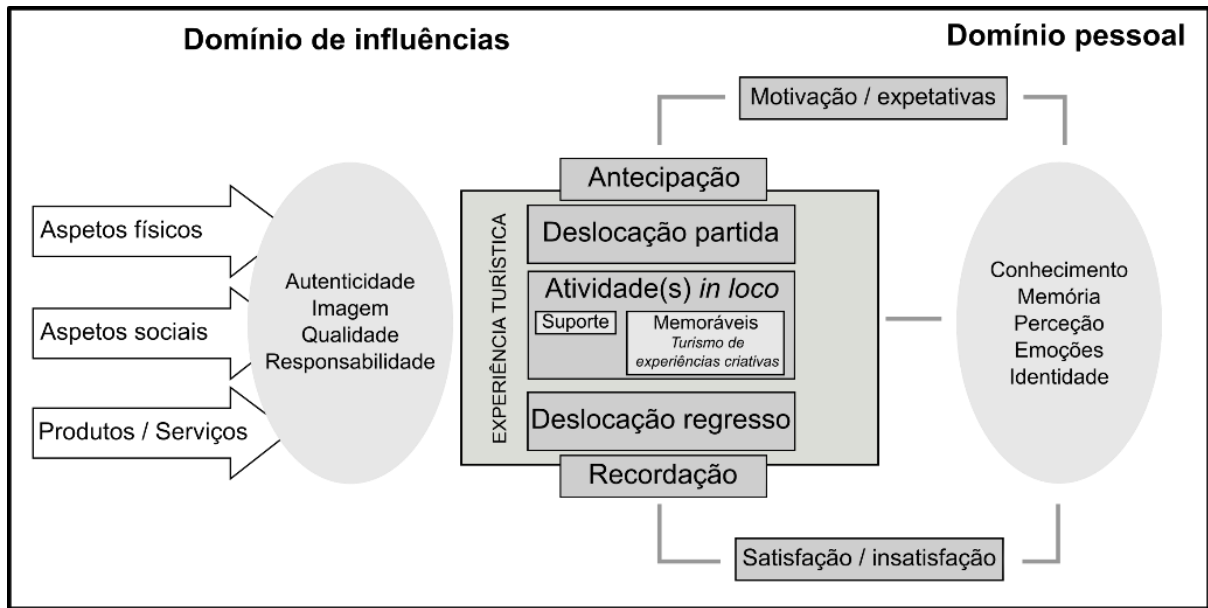 Domínio de influências
Domínio pessoal
Motivação / expetativas
Aspetos físicos
Aspetos sociais
Produtos / Serviços
Autenticidade
Imagem
Qualidade
Responsabilidade
EXPERIÊNCIA TURÍSTICA
Antecipação
Deslocação partida
Atividade(s) in loco
Suporte
Memoráveis
Turismo de
experiências criativas
Deslocação regresso
Recordação
Conhecimento
Memória
Perceção
Emoções
Identidade
Satisfação / insatisfação